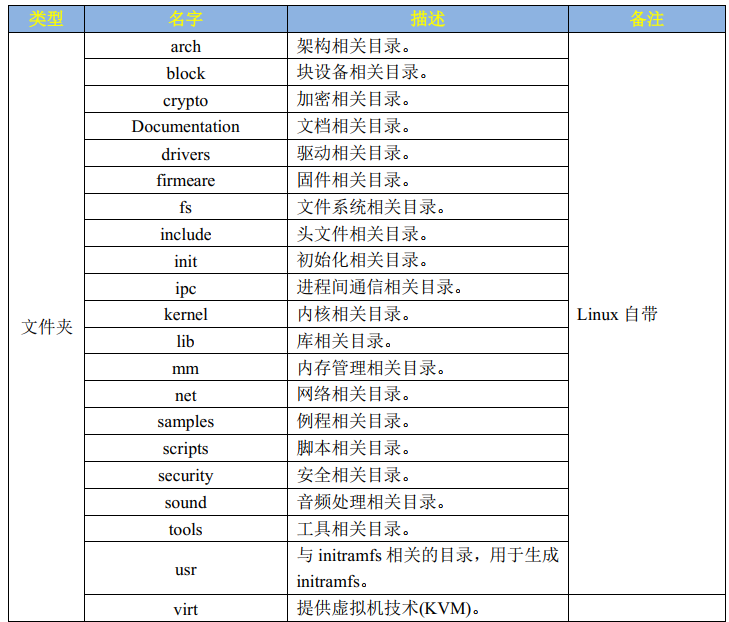 类型 名字 描述 备注
arch 架构相关目录。
block 块设备相关目录。
crypto 加密相关目录。
Documentation 文档相关目录。
drivers 驱动相关目录。
firmeare 固件相关目录。
fs 文件系统相关目录。
include 头文件相关目录。
init 初始化相关目录。
ipc 进程间通信相关目录。
kernel 内核相关目录。
Linux 自带
文件夹
lib 库相关目录。
mm 内存管理相关目录。
net 网络相关目录。
samples 例程相关目录。
scripts 脚本相关目录。
security 安全相关目录。
sound 音频处理相关目录。
tools 工具相关目录。
usr 与 initramfs 相关的目录，用于生成
initramfs。
virt 提供虚拟机技术(KVM)。